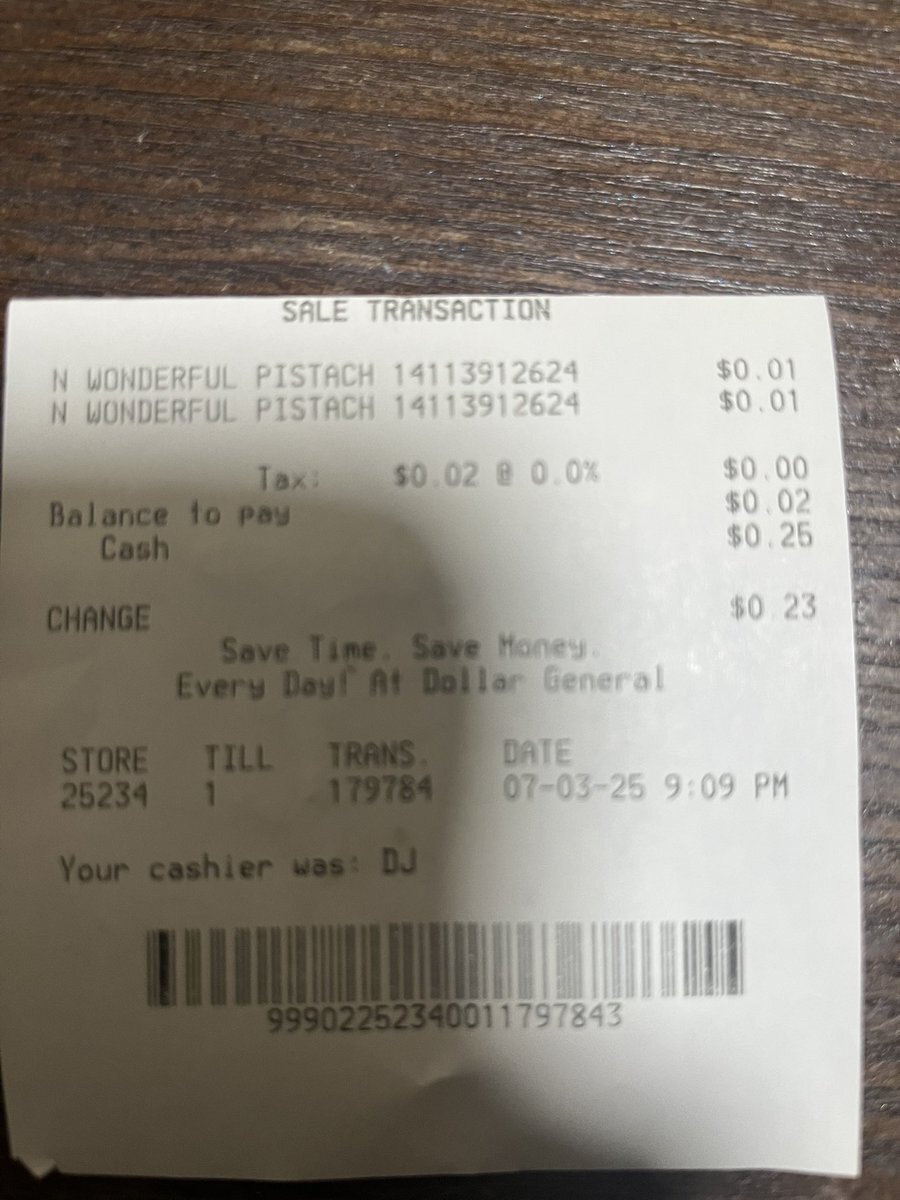 SALE TRANSACTION
N WONDERFUL PISTACH 14113912624 $0.01
N WONDERFUL PISTACH 14113912624 $0.01
Tax: $0.02 @ 0.0% $0.00
Balance to pay $0.02
Cash $0.25
CHANGE $0.23
Save Time. Save Money.
Every Day! At Dollar General
STORE TILL TRANS. DATE
25234 1 179784 07-03-25 9:09 PM
Your cashier was: DJ
99902252340011797843